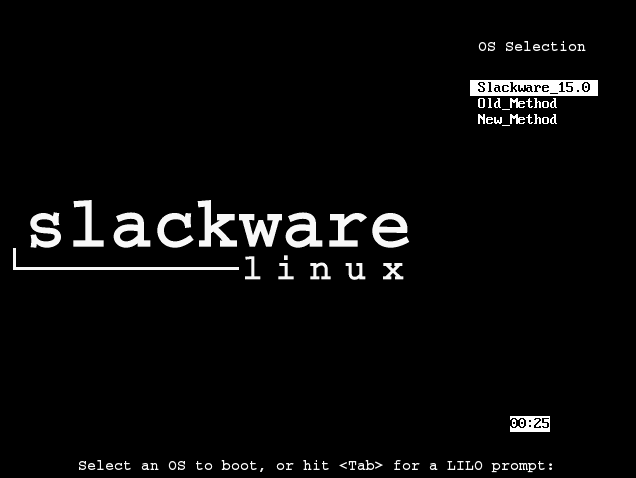 OS Selection
Slackware_15.0
Old_Method
New_Method
slackware
linux
00:25
Select an OS to boot, or hit <Tab> for a LILO prompt: